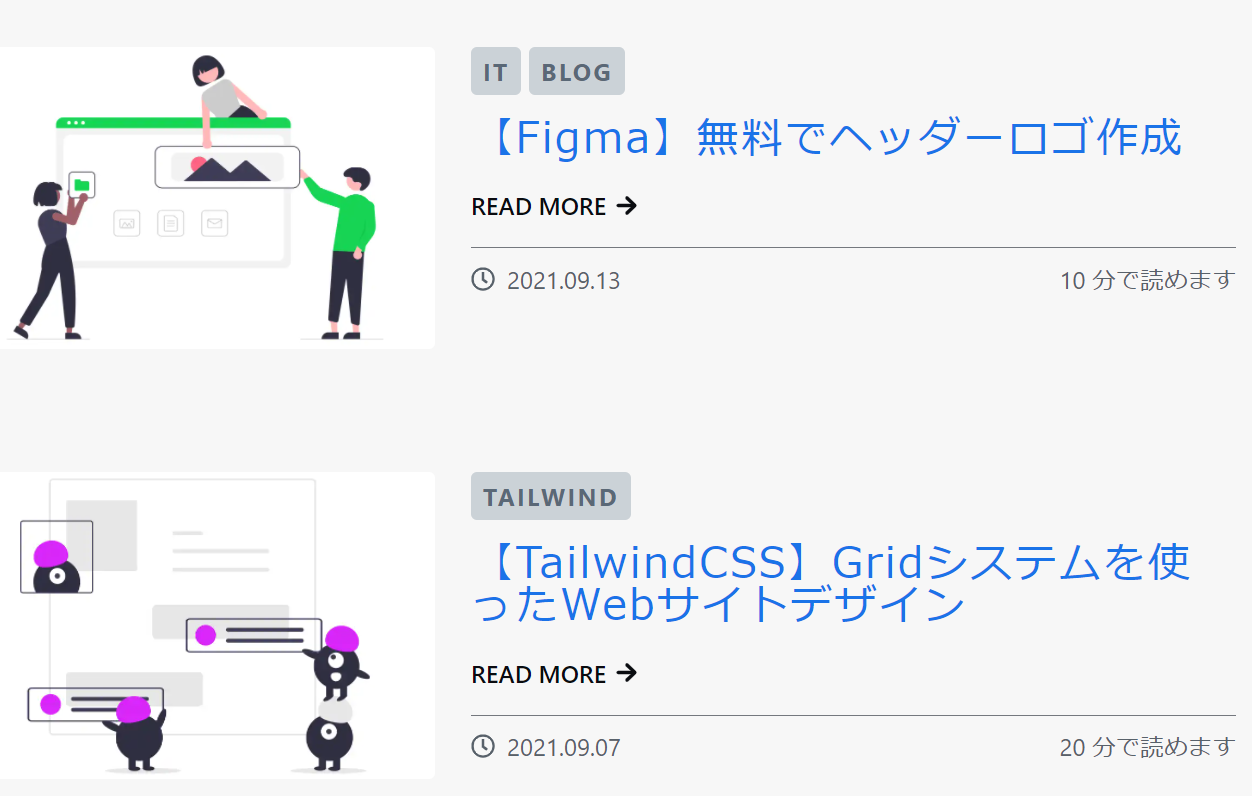 IT BLOG
【Figma】無料でヘッダーロゴ作成
READ MORE →
2021.09.13 10 分で読めます
TAILWIND
【TailwindCSS】Gridシステムを使
ったWebサイトデザイン
READ MORE →
2021.09.07 20 分で読めます